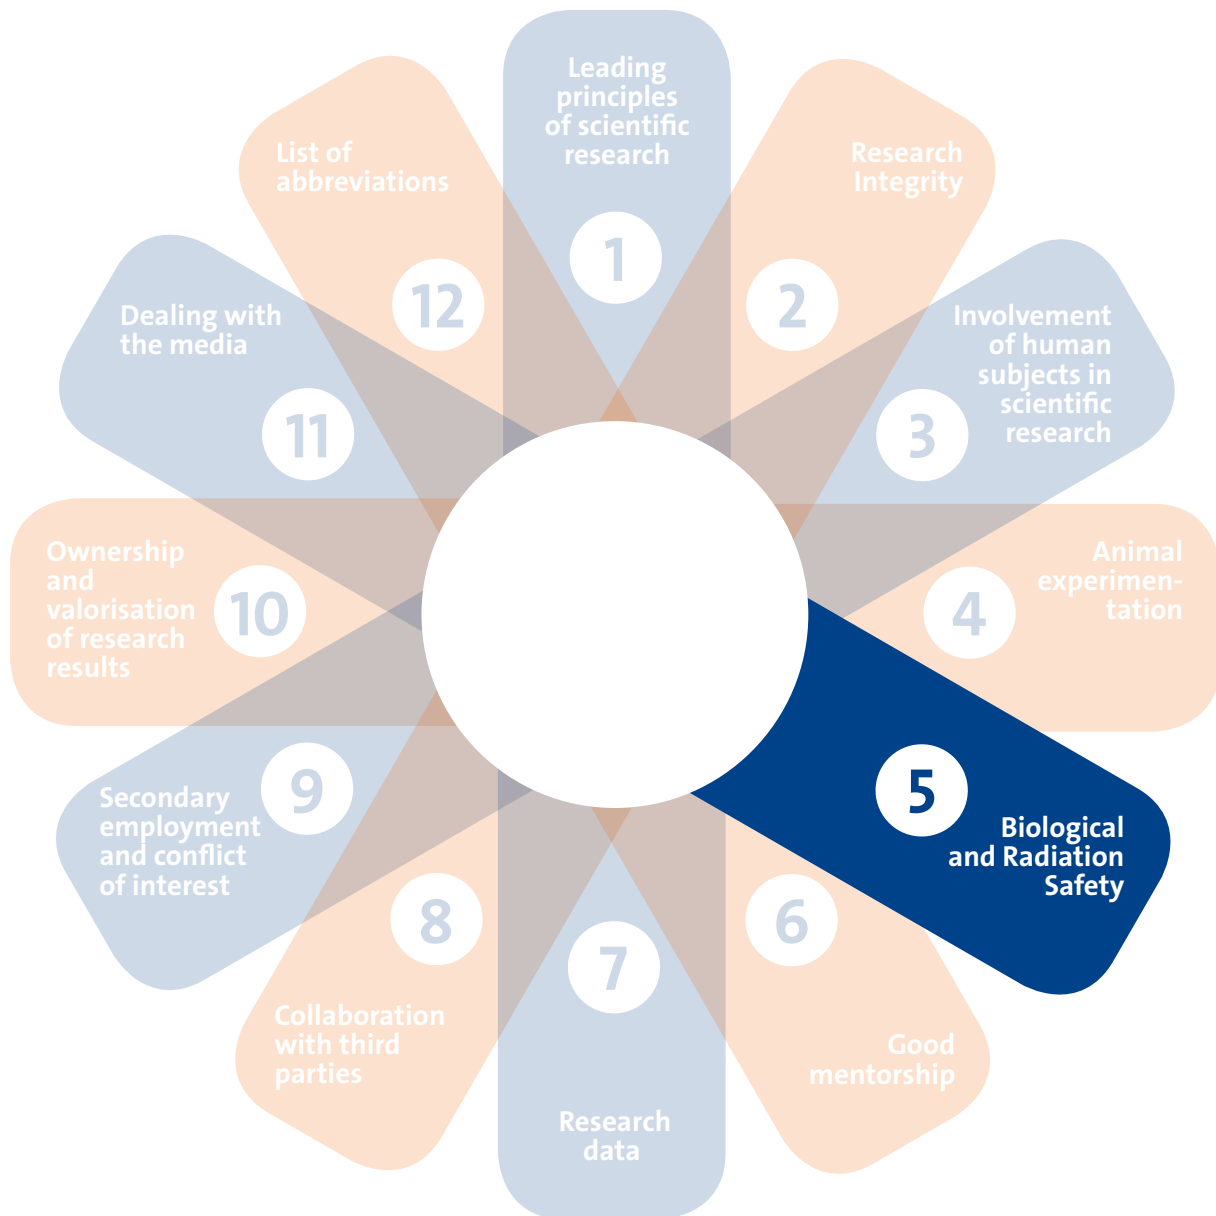 Leading
principles
of scientific
research
1
Research
Integrity
2
Involvement
of human
subjects in
scientific
research
3
Animal
experimen-
tation
4
5
Biological
and Radiation
Safety
6
Good
mentorship
7
Research
data
8
Collaboration
with third
parties
9
Secondary
employment
and conflict
of interest
10
Ownership
and
valorisation
of research
results
11
Dealing with
the media
12
List of
abbreviations